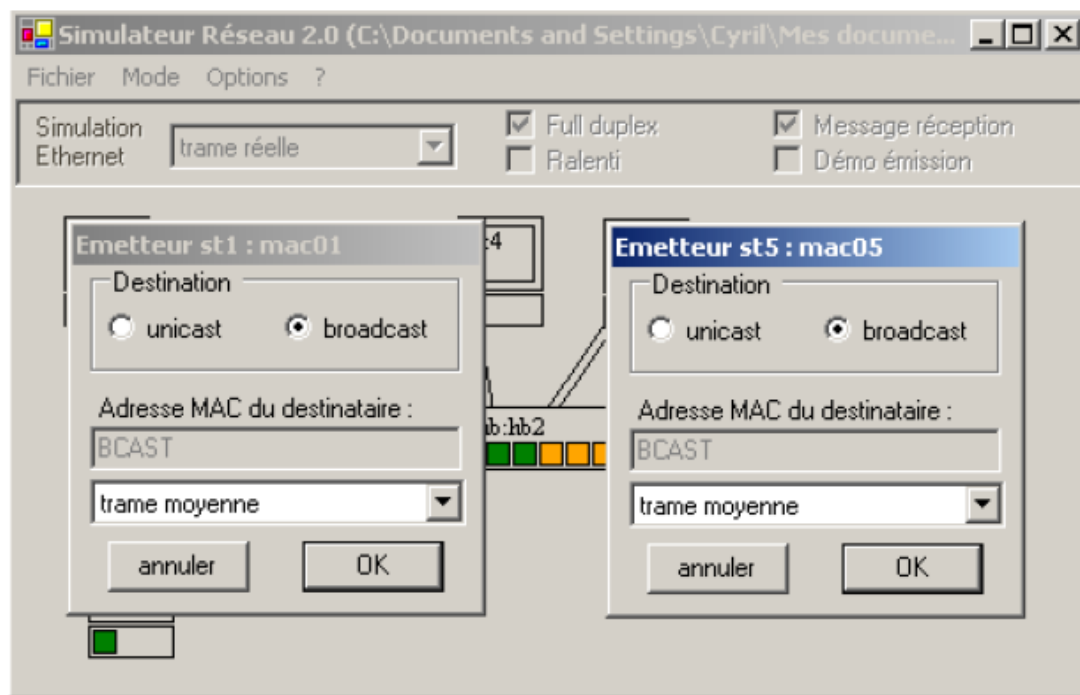 Simulateur Réseau 2.0 (C:\Documents and Settings\Cyril\Mes docume...
Fichier Mode Options ?
Simulation
Ethernet
trame réelle
Full duplex
Ralenti
Message réception
Démo émission
Emetteur st1 : mac01
Destination
unicast
broadcast
Adresse MAC du destinataire :
BCAST
trame moyenne
annuler
OK
:4
b:hb2
Emetteur st5 : mac05
Destination
unicast
broadcast
Adresse MAC du destinataire :
BCAST
trame moyenne
annuler
OK